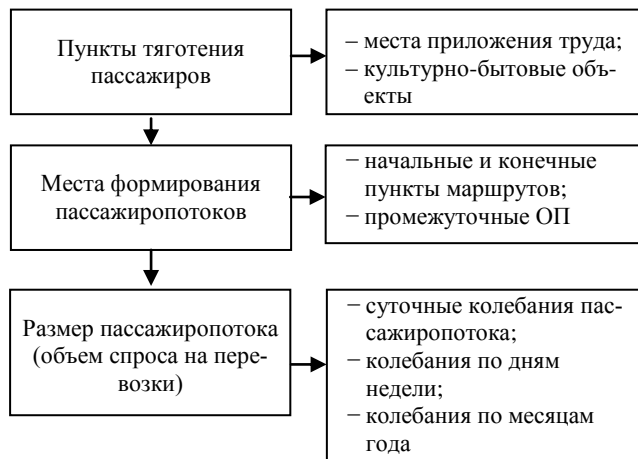 Пункты тяготения
пассажиров
– места приложения труда;
– культурно-бытовые объ-
екты
Места формирования
пассажиропотоков
– начальные и конечные
пункты маршрутов;
– промежуточные ОП
Размер пассажиропотока
(объем спроса на пере-
возки)
– суточные колебания пас-
сажиропотока;
– колебания по дням
недели;
– колебания по месяцам
года